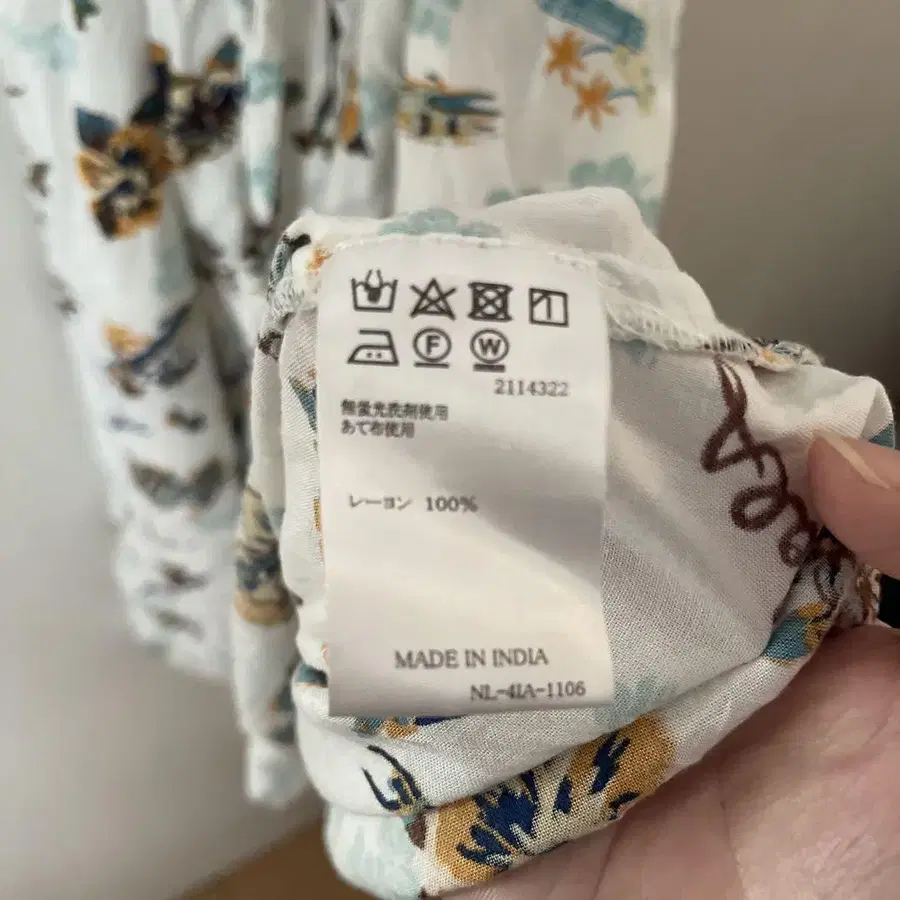 F W
2114322
無蛍光洗剤使用
あて布使用
レーヨン 100%
MADE IN INDIA
NL-4IA-1106